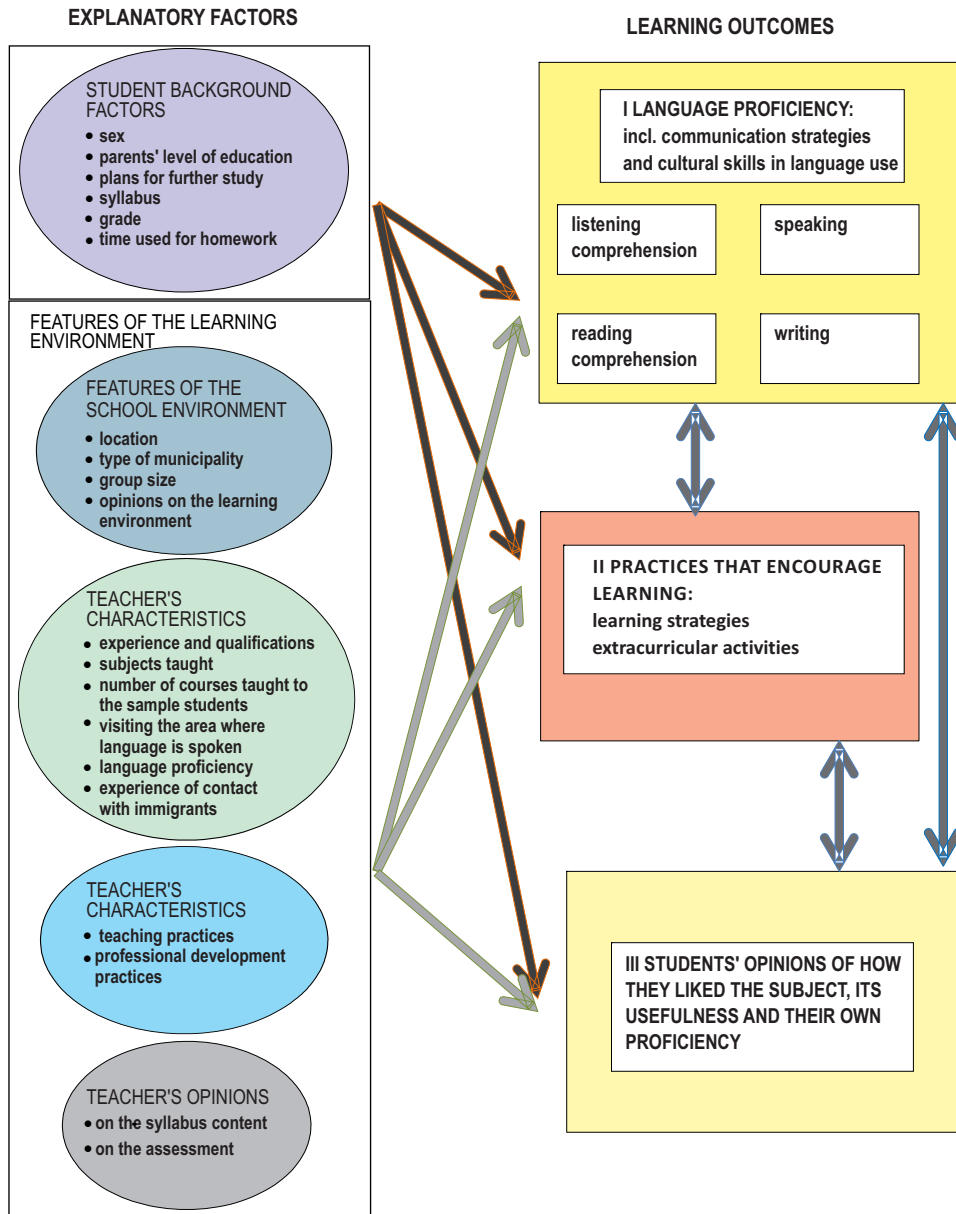 EXPLANATORY FACTORS
STUDENT BACKGROUND
FACTORS
• sex
• parents' level of education
• plans for further study
• syllabus
• grade
• time used for homework
FEATURES OF THE LEARNING
ENVIRONMENT
FEATURES OF THE
SCHOOL ENVIRONMENT
• location
• type of municipality
• group size
• opinions on the learning
environment
TEACHER'S
CHARACTERISTICS
• experience and qualifications
• subjects taught
• number of courses taught to
the sample students
• visiting the area where
language is spoken
• language proficiency
• experience of contact
with immigrants
TEACHER'S
CHARACTERISTICS
• teaching practices
• professional development
practices
TEACHER'S OPINIONS
• on the syllabus content
• on the assessment
LEARNING OUTCOMES
I LANGUAGE PROFICIENCY:
incl. communication strategies
and cultural skills in language use
listening
comprehension
speaking
reading
comprehension
writing
II PRACTICES THAT ENCOURAGE
LEARNING:
learning strategies
extracurricular activities
III STUDENTS' OPINIONS OF HOW
THEY LIKED THE SUBJECT, ITS
USEFULNESS AND THEIR OWN
PROFICIENCY